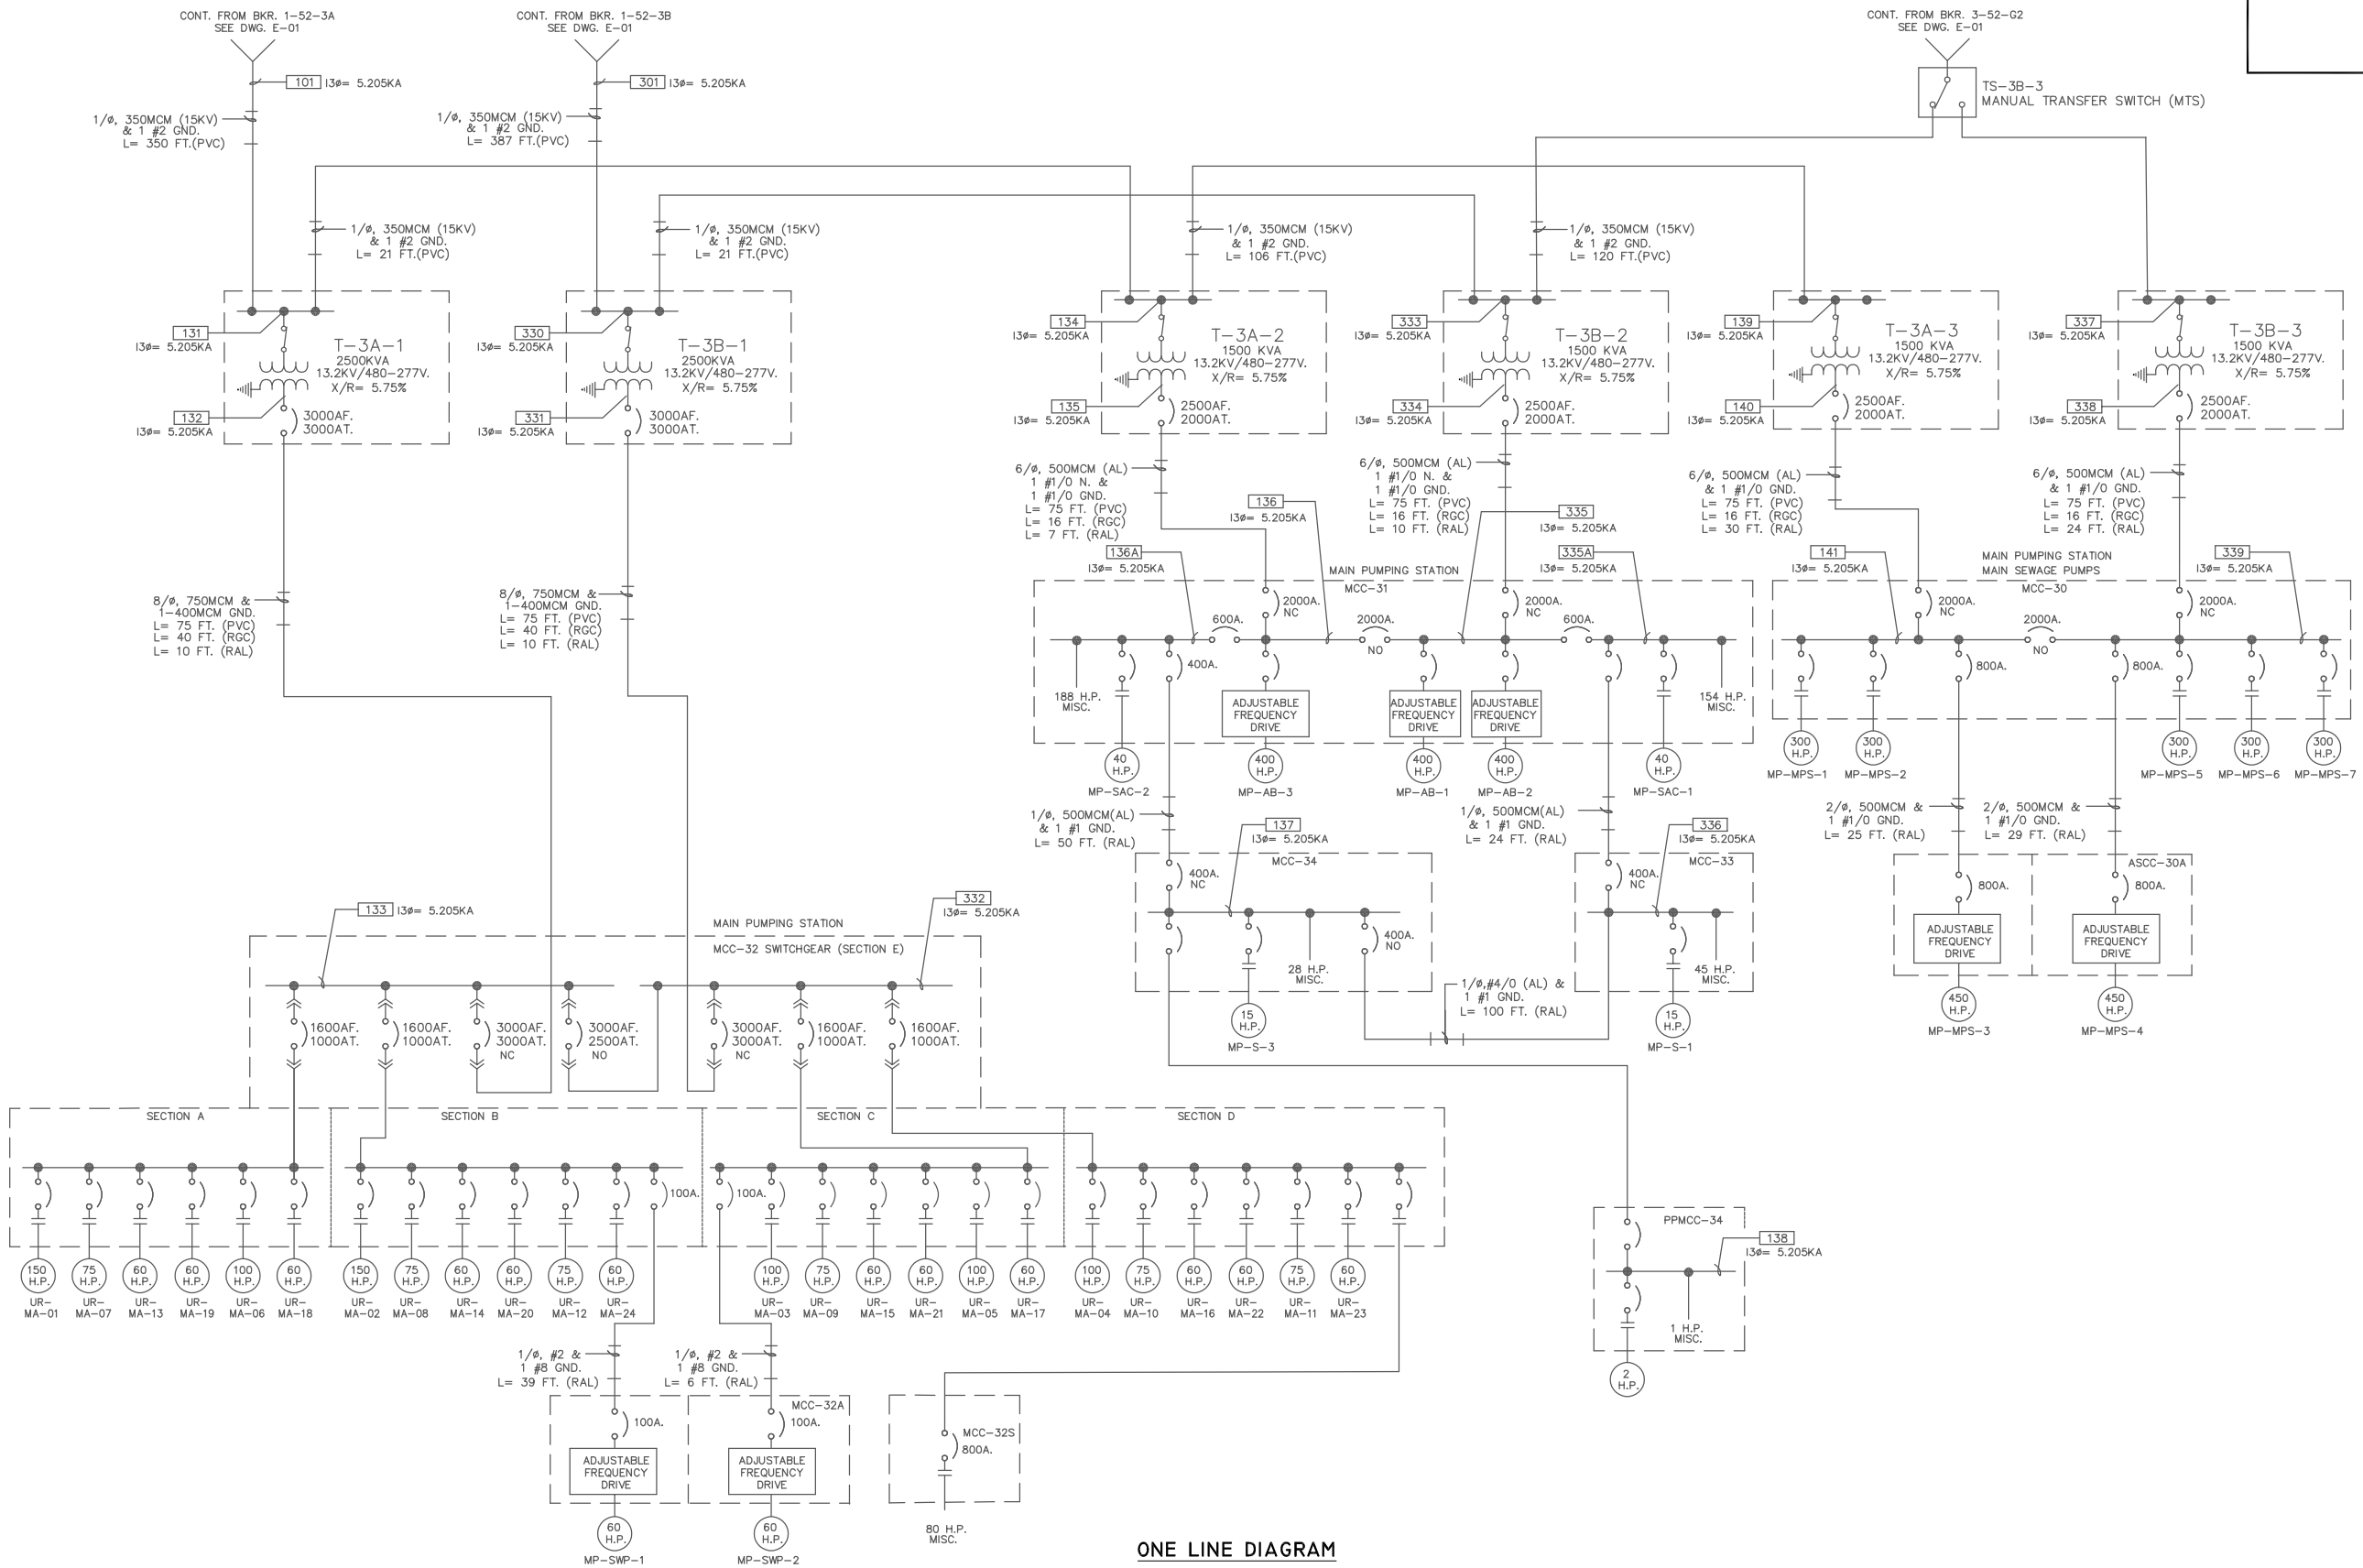 CONT. FROM BKR. 1-52-3A
SEE DWG. E-01
CONT. FROM BKR. 1-52-3B
SEE DWG. E-01
CONT. FROM BKR. 3-52-G2
SEE DWG. E-01
101 I3ø= 5.205KA
301 I3ø= 5.205KA
TS-3B-3
MANUAL TRANSFER SWITCH (MTS)
1/ø, 350MCM (15KV)
& 1 #2 GND.
L= 350 FT.(PVC)
1/ø, 350MCM (15KV)
& 1 #2 GND.
L= 387 FT.(PVC)
1/ø, 350MCM (15KV)
& 1 #2 GND.
L= 21 FT.(PVC)
1/ø, 350MCM (15KV)
& 1 #2 GND.
L= 21 FT.(PVC)
1/ø, 350MCM (15KV)
& 1 #2 GND.
L= 106 FT.(PVC)
1/ø, 350MCM (15KV)
& 1 #2 GND.
L= 120 FT.(PVC)
131
I3ø= 5.205KA
T-3A-1
2500KVA
13.2KV/480-277V.
X/R= 5.75%
132
I3ø= 5.205KA
3000AF.
3000AT.
330
I3ø= 5.205KA
T-3B-1
2500KVA
13.2KV/480-277V.
X/R= 5.75%
331
I3ø= 5.205KA
3000AF.
3000AT.
134
I3ø= 5.205KA
T-3A-2
1500 KVA
13.2KV/480-277V.
X/R= 5.75%
135
I3ø= 5.205KA
2500AF.
2000AT.
333
I3ø= 5.205KA
T-3B-2
1500 KVA
13.2KV/480-277V.
X/R= 5.75%
334
I3ø= 5.205KA
2500AF.
2000AT.
139
I3ø= 5.205KA
T-3A-3
1500 KVA
13.2KV/480-277V.
X/R= 5.75%
140
I3ø= 5.205KA
2500AF.
2000AT.
337
I3ø= 5.205KA
T-3B-3
1500 KVA
13.2KV/480-277V.
X/R= 5.75%
338
I3ø= 5.205KA
2500AF.
2000AT.
6/ø, 500MCM (AL)
1 #1/0 N. &
1 #1/0 GND.
L= 75 FT. (PVC)
L= 16 FT. (RGC)
L= 7 FT. (RAL)
136
I3ø= 5.205KA
6/ø, 500MCM (AL)
1 #1/0 N. &
1 #1/0 GND.
L= 75 FT. (PVC)
L= 16 FT. (RGC)
L= 10 FT. (RAL)
335
I3ø= 5.205KA
6/ø, 500MCM (AL)
& 1 #1/0 GND.
L= 75 FT. (PVC)
L= 16 FT. (RGC)
L= 30 FT. (RAL)
6/ø, 500MCM (AL)
& 1 #1/0 GND.
L= 75 FT. (PVC)
L= 16 FT. (RGC)
L= 24 FT. (RAL)
136A
I3ø= 5.205KA
335A
I3ø= 5.205KA
141
I3ø= 5.205KA
339
I3ø= 5.205KA
MAIN PUMPING STATION
MCC-31
MAIN PUMPING STATION
MAIN SEWAGE PUMPS
MCC-30
8/ø, 750MCM &
1-400MCM GND.
L= 75 FT. (PVC)
L= 40 FT. (RGC)
L= 10 FT. (RAL)
8/ø, 750MCM &
1-400MCM GND.
L= 75 FT. (PVC)
L= 40 FT. (RGC)
L= 10 FT. (RAL)
600A.
2000A.
NC
2000A.
NO
2000A.
NC
600A.
2000A.
NC
2000A.
NO
2000A.
NC
188 H.P.
MISC.
400A.
ADJUSTABLE
FREQUENCY
DRIVE
ADJUSTABLE
FREQUENCY
DRIVE
ADJUSTABLE
FREQUENCY
DRIVE
154 H.P.
MISC.
800A.
800A.
40
H.P.
MP-SAC-2
400
H.P.
MP-AB-3
400
H.P.
MP-AB-1
400
H.P.
MP-AB-2
40
H.P.
MP-SAC-1
300
H.P.
MP-MPS-1
300
H.P.
MP-MPS-2
300
H.P.
MP-MPS-5
300
H.P.
MP-MPS-6
300
H.P.
MP-MPS-7
1/ø, 500MCM(AL)
& 1 #1 GND.
L= 50 FT. (RAL)
137
I3ø= 5.205KA
1/ø, 500MCM(AL)
& 1 #1 GND.
L= 24 FT. (RAL)
336
I3ø= 5.205KA
2/ø, 500MCM &
1 #1/0 GND.
L= 25 FT. (RAL)
2/ø, 500MCM &
1 #1/0 GND.
L= 29 FT. (RAL)
MCC-34
400A.
NC
400A.
NO
28 H.P.
MISC.
15
H.P.
MP-S-3
MCC-33
400A.
NC
45 H.P.
MISC.
15
H.P.
MP-S-1
1/ø,#4/0 (AL) &
1 #1 GND.
L= 100 FT. (RAL)
ASCC-30A
800A.
800A.
ADJUSTABLE
FREQUENCY
DRIVE
ADJUSTABLE
FREQUENCY
DRIVE
450
H.P.
MP-MPS-3
450
H.P.
MP-MPS-4
133 I3ø= 5.205KA
332
I3ø= 5.205KA
MAIN PUMPING STATION
MCC-32 SWITCHGEAR (SECTION E)
1600AF.
1000AT.
1600AF.
1000AT.
3000AF.
3000AT.
NC
3000AF.
2500AT.
NO
3000AF.
3000AT.
NC
1600AF.
1000AT.
1600AF.
1000AT.
SECTION A
SECTION B
SECTION C
SECTION D
100A.
100A.
150
H.P.
UR-
MA-01
75
H.P.
UR-
MA-07
60
H.P.
UR-
MA-13
60
H.P.
UR-
MA-19
100
H.P.
UR-
MA-06
60
H.P.
UR-
MA-18
150
H.P.
UR-
MA-02
75
H.P.
UR-
MA-08
60
H.P.
UR-
MA-14
60
H.P.
UR-
MA-20
75
H.P.
UR-
MA-12
60
H.P.
UR-
MA-24
100
H.P.
UR-
MA-03
75
H.P.
UR-
MA-09
60
H.P.
UR-
MA-15
60
H.P.
UR-
MA-21
100
H.P.
UR-
MA-05
60
H.P.
UR-
MA-17
100
H.P.
UR-
MA-04
75
H.P.
UR-
MA-10
60
H.P.
UR-
MA-16
60
H.P.
UR-
MA-22
75
H.P.
UR-
MA-11
60
H.P.
UR-
MA-23
PPMCC-34
138
I3ø= 5.205KA
1 H.P.
MISC.
2
H.P.
1/ø, #2 &
1 #8 GND.
L= 39 FT. (RAL)
1/ø, #2 &
1 #8 GND.
L= 6 FT. (RAL)
100A.
MCC-32A
100A.
ADJUSTABLE
FREQUENCY
DRIVE
ADJUSTABLE
FREQUENCY
DRIVE
60
H.P.
MP-SWP-1
60
H.P.
MP-SWP-2
MCC-32S
800A.
80 H.P.
MISC.
ONE LINE DIAGRAM